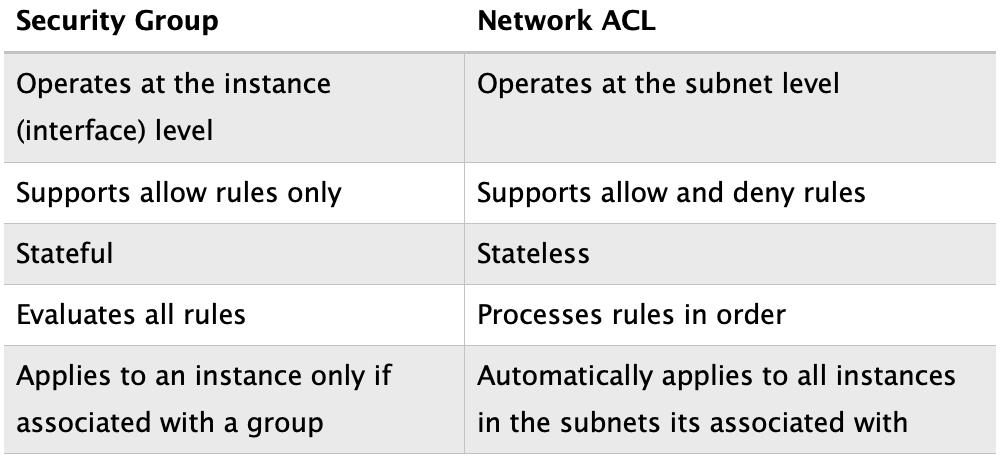 Security Group
Network ACL
Operates at the instance
(interface) level
Operates at the subnet level
Supports allow rules only
Supports allow and deny rules
Stateful
Stateless
Evaluates all rules
Processes rules in order
Applies to an instance only if
associated with a group
Automatically applies to all instances
in the subnets its associated with